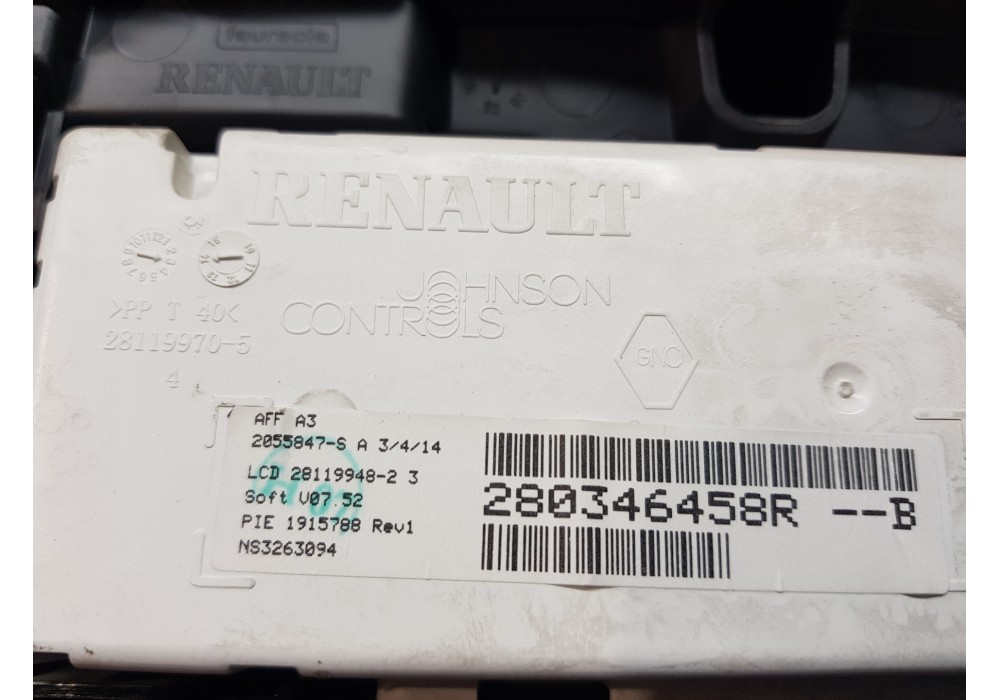 faurecia
RENAULT
RENAULT
JOHNSON
CONTROLS
>PP T 40<
28119970-5
4
GNO
AFF A3
2055847-S A 3/4/14
LCD 28119948-2 3
Soft V07.52
PIE 1915788 Rev1
NS3263094
H 07
280346458R --B